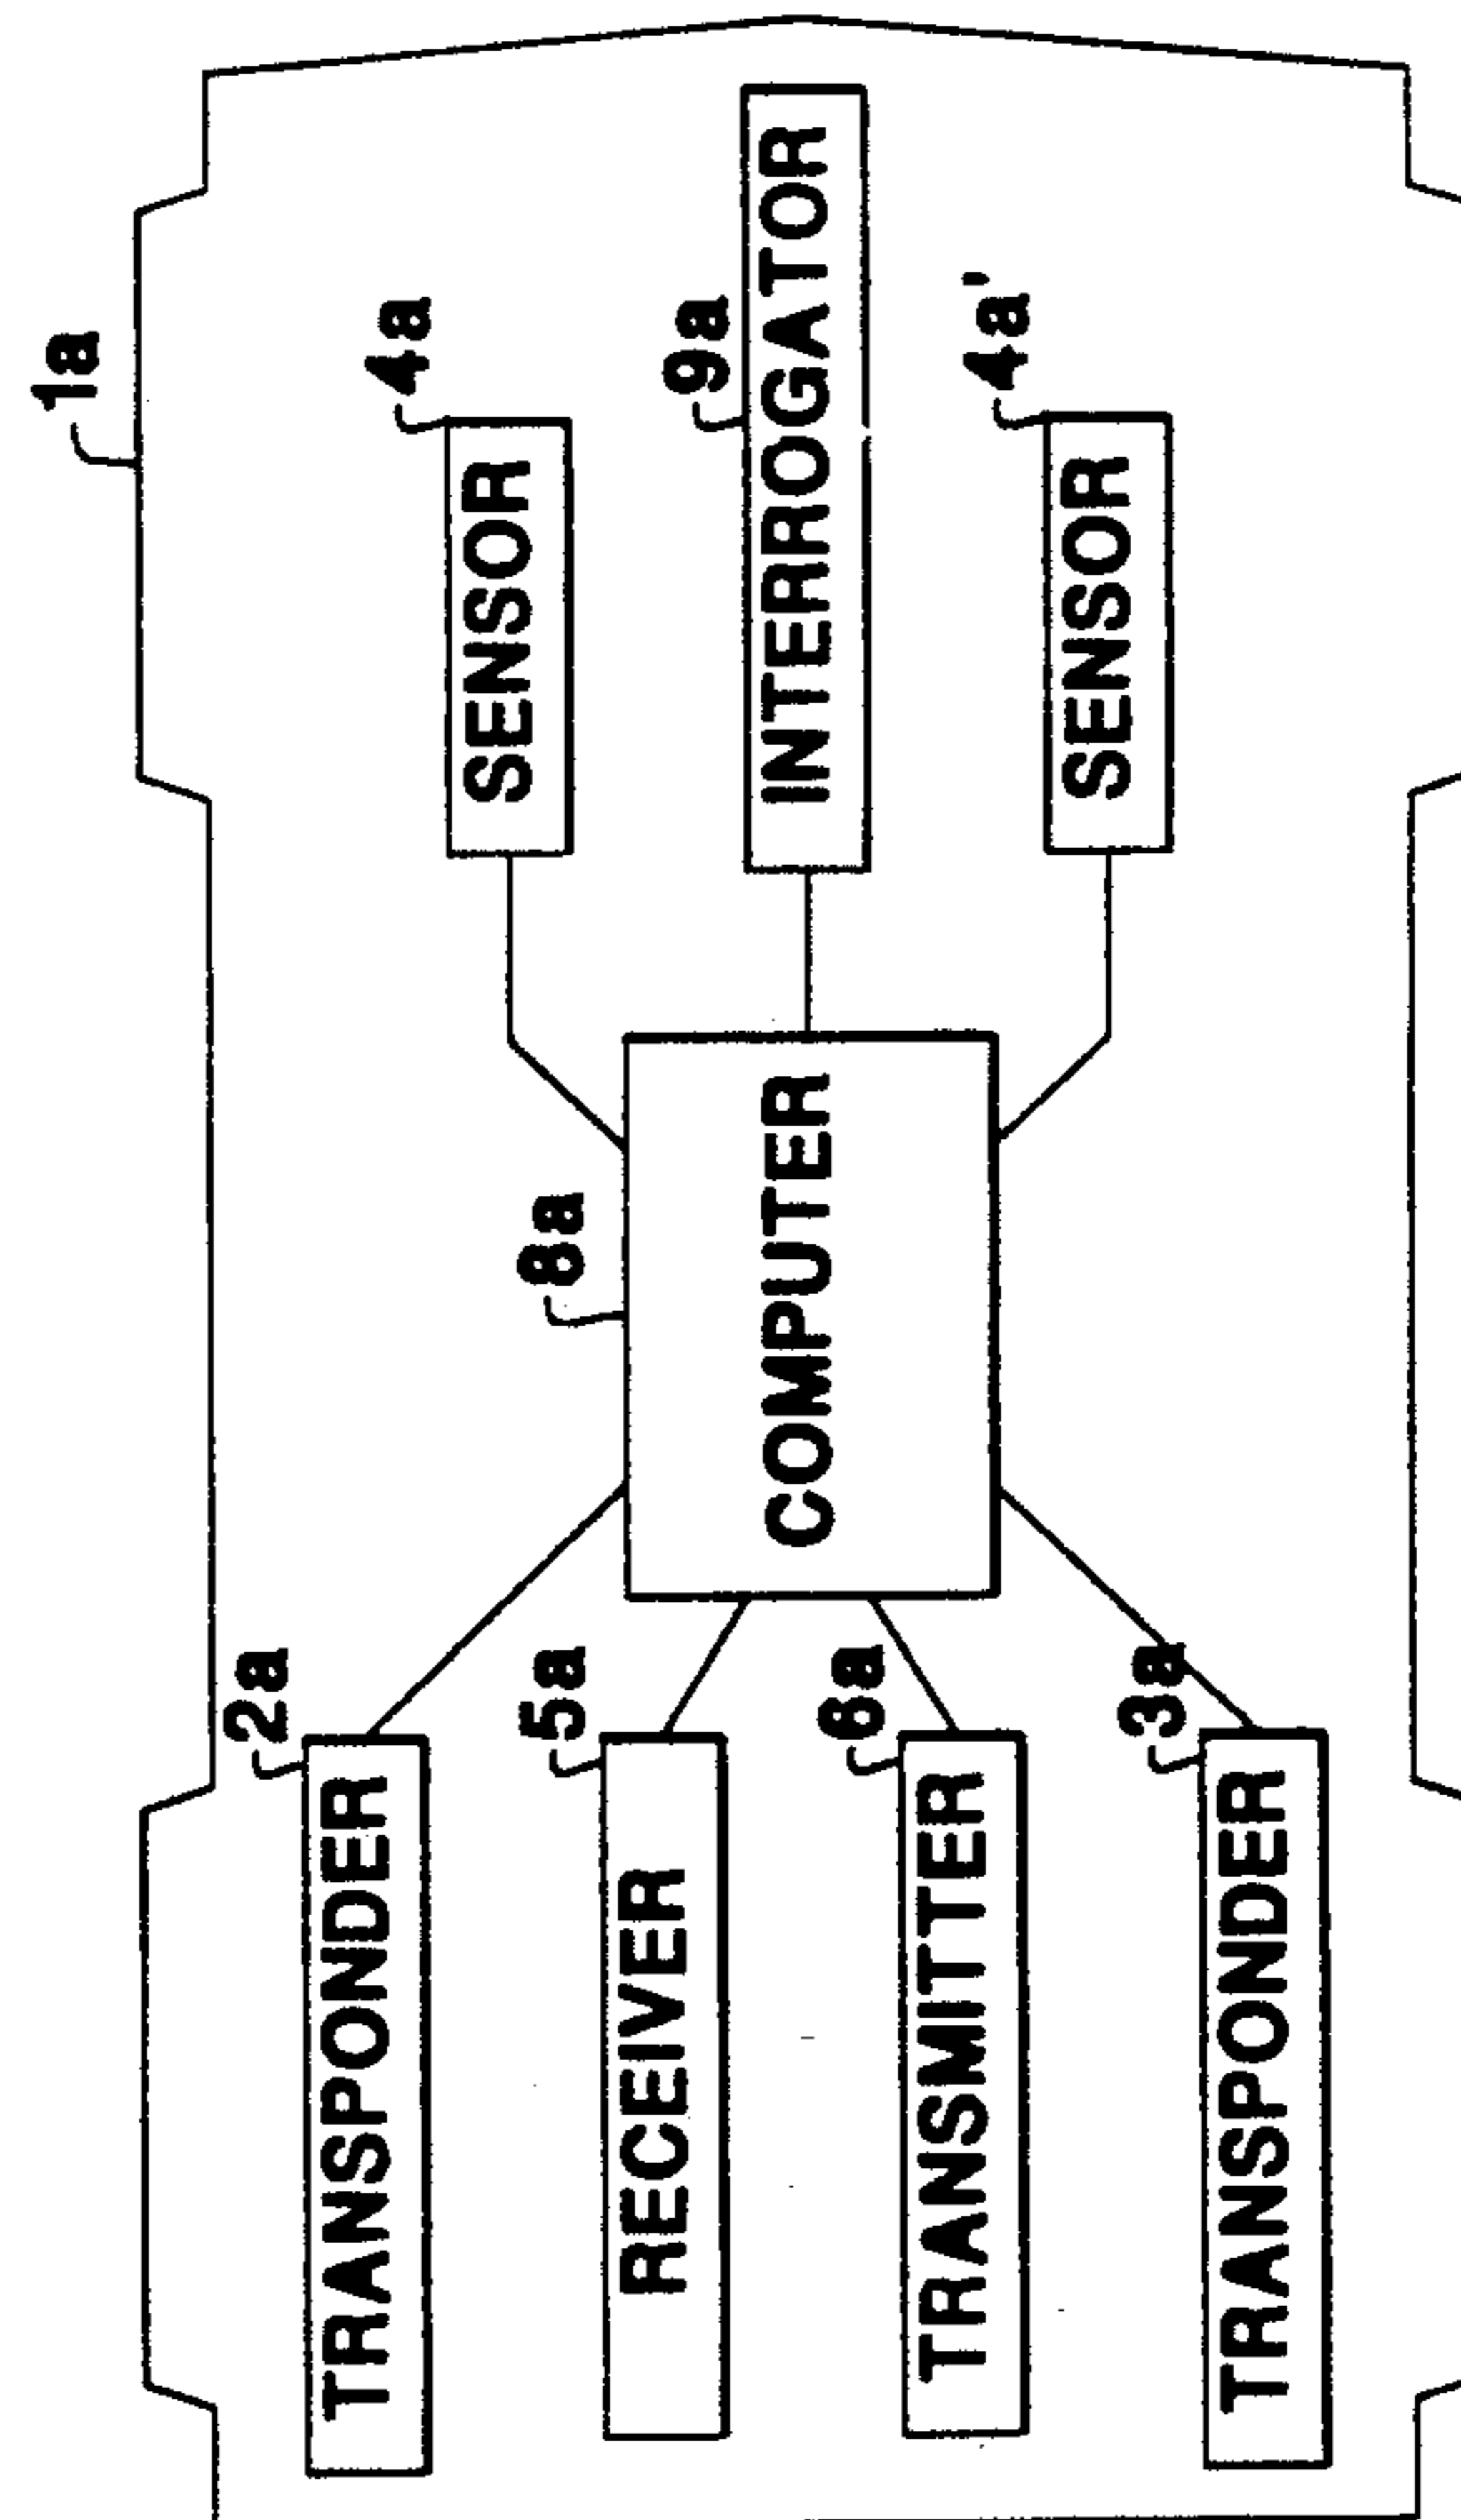 1a
2a
TRANSPONDER
4a
SENSOR
5a
RECEIVER
8a
COMPUTER
9a
INTERROGATOR
6a
TRANSMITTER
4a'
SENSOR
3a
TRANSPONDER